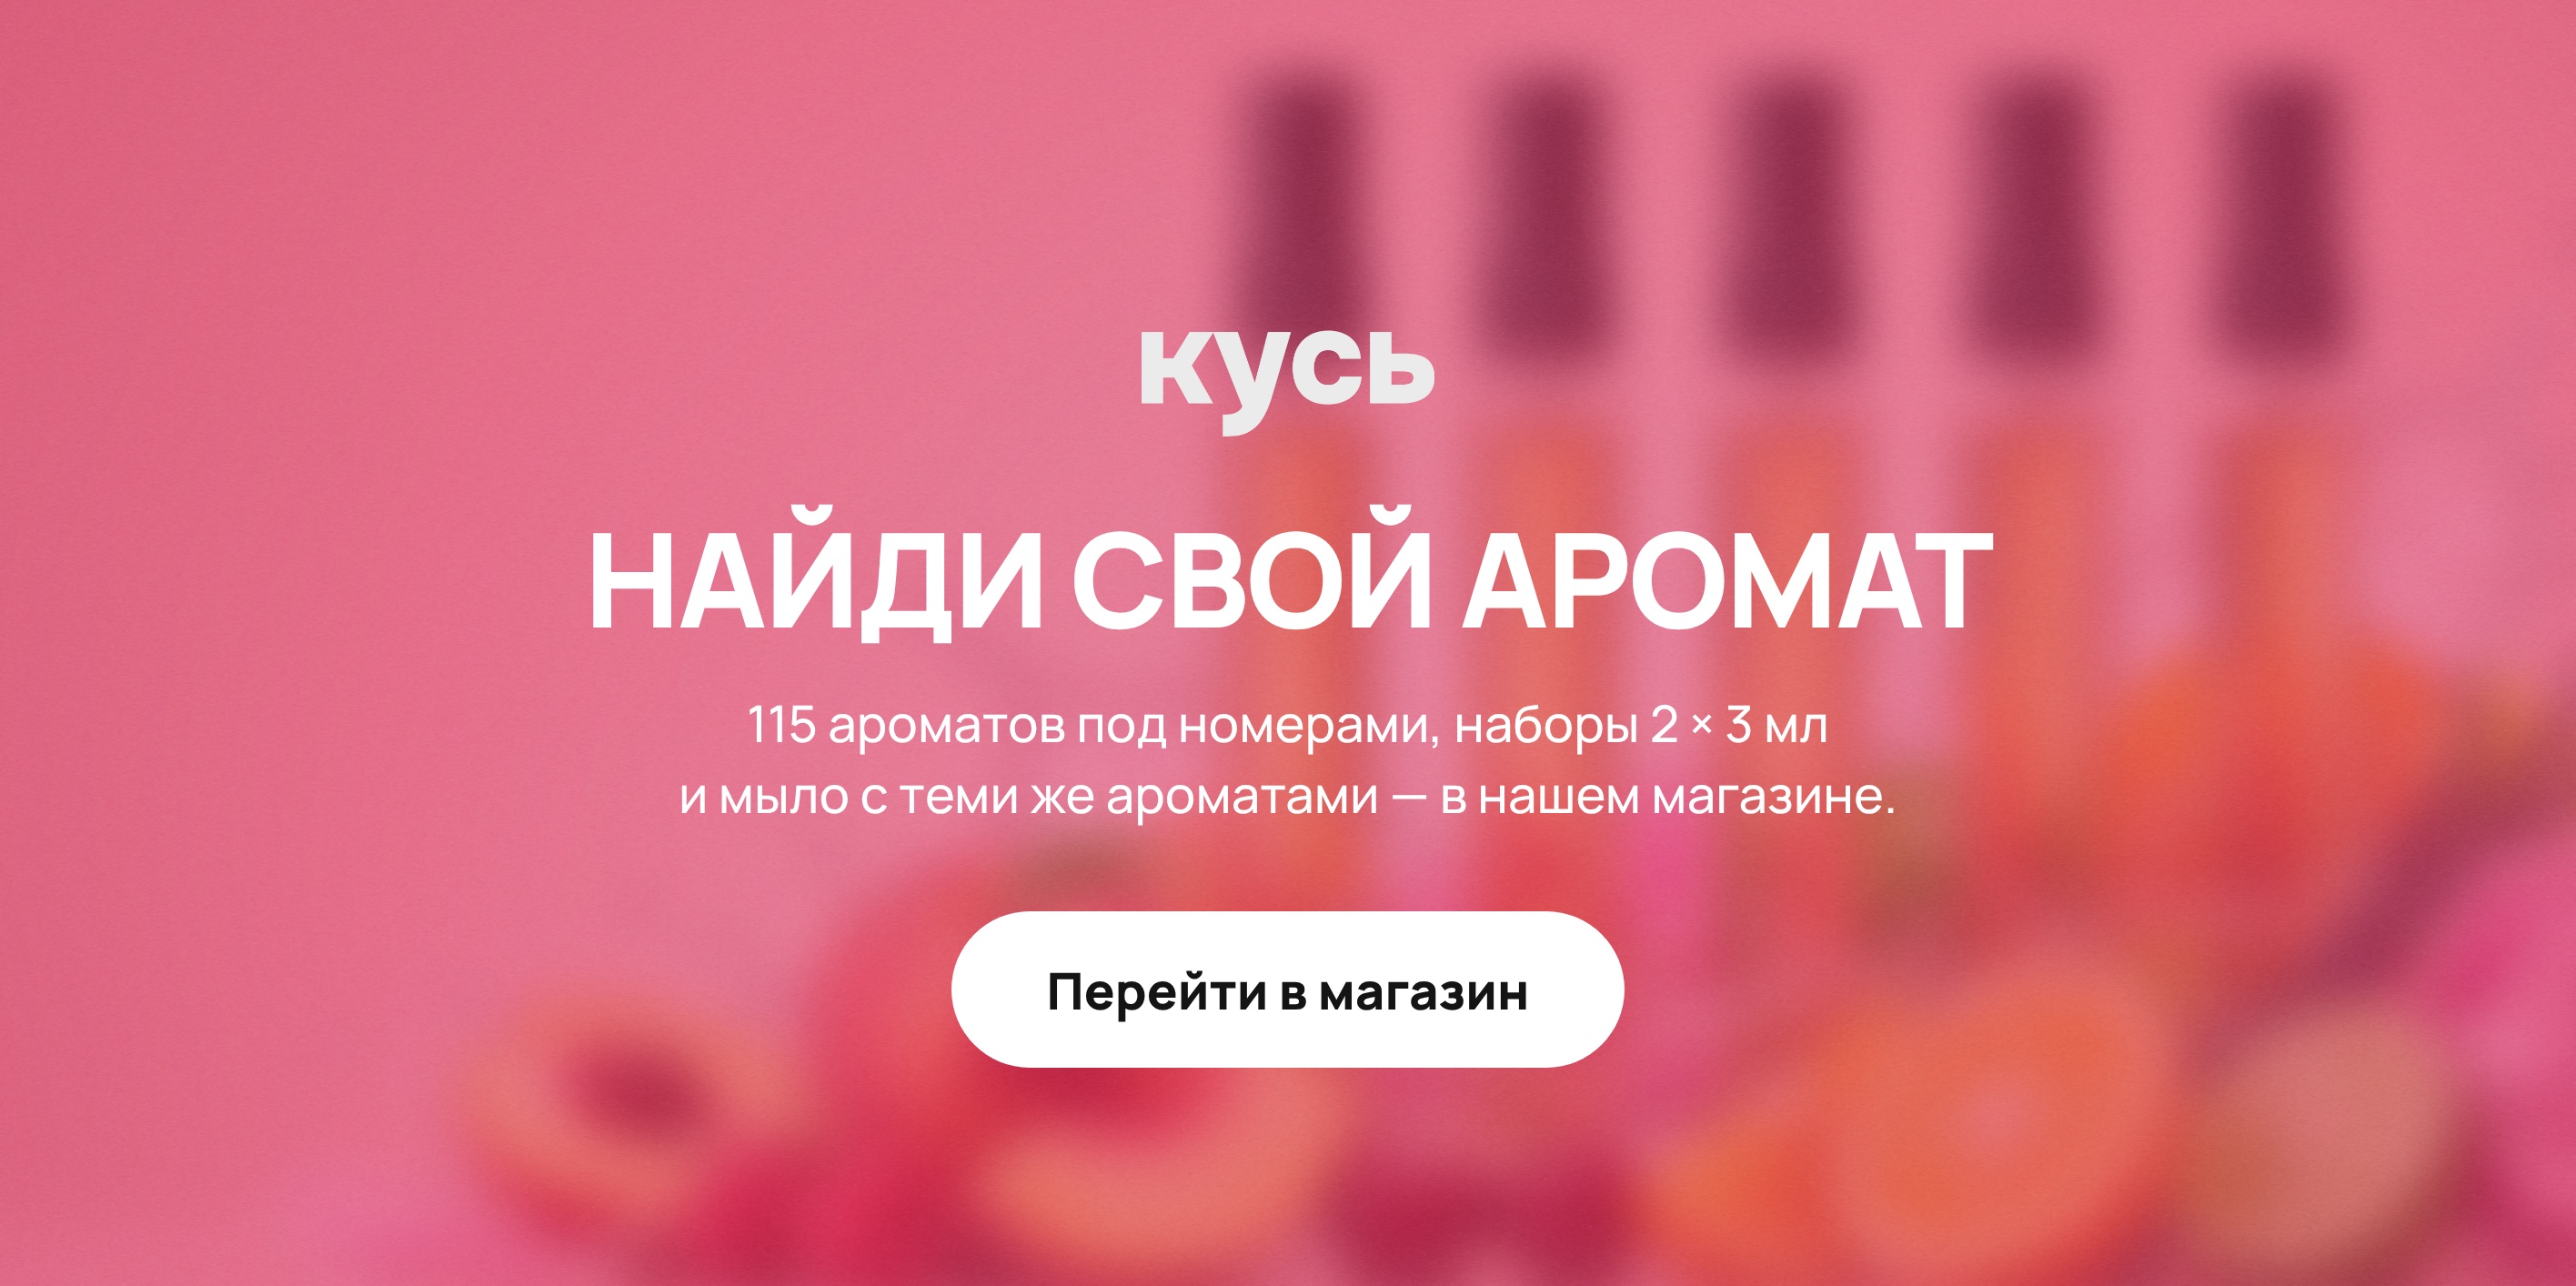 кусь
НАЙДИ СВОЙ АРОМАТ
115 ароматов под номерами, наборы 2 × 3 мл
и мыло с теми же ароматами — в нашем магазине.
Перейти в магазин